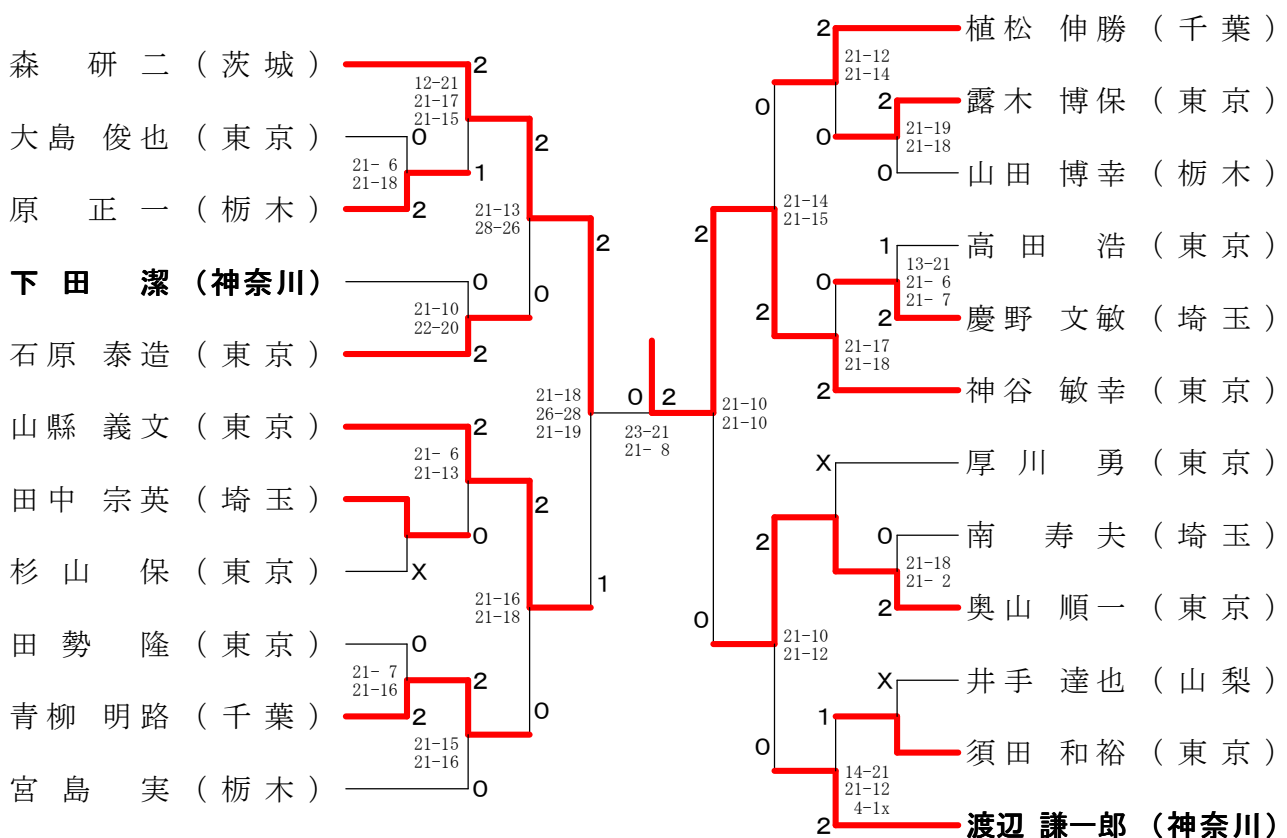 森 研二 (茨城)
2
12-21
21-17
21-15
大島 俊也 (東京)
0
21- 6
21-18
1
原 正一 (栃木)
2
2
21-13
28-26
下田 潔 (神奈川)
0
21-10
22-20
0
石原 泰造 (東京)
2
2
21-18
26-28
21-19
山縣 義文 (東京)
2
21- 6
21-13
田中 宗英 (埼玉)
0
2
杉山 保 (東京)
X
21-16
21-18
1
田勢 隆 (東京)
0
21- 7
21-16
2
青柳 明路 (千葉)
2
0
21-15
21-16
宮島 実 (栃木)
0
0 2
23-21
21- 8
2
植松 伸勝 (千葉)
21-12
21-14
0
2
露木 博保 (東京)
0
21-19
21-18
0
山田 博幸 (栃木)
21-14
21-15
2
1
高田 浩 (東京)
0
13-21
21- 6
21- 7
2
2
慶野 文敏 (埼玉)
21-17
21-18
2
神谷 敏幸 (東京)
21-10
21-10
X
厚川 勇 (東京)
0
南 寿夫 (埼玉)
2
21-18
21- 2
2
奥山 順一 (東京)
0
21-10
21-12
X
井手 達也 (山梨)
1
0
須田 和裕 (東京)
14-21
21-12
4-1x
2
渡辺 謙一郎 (神奈川)